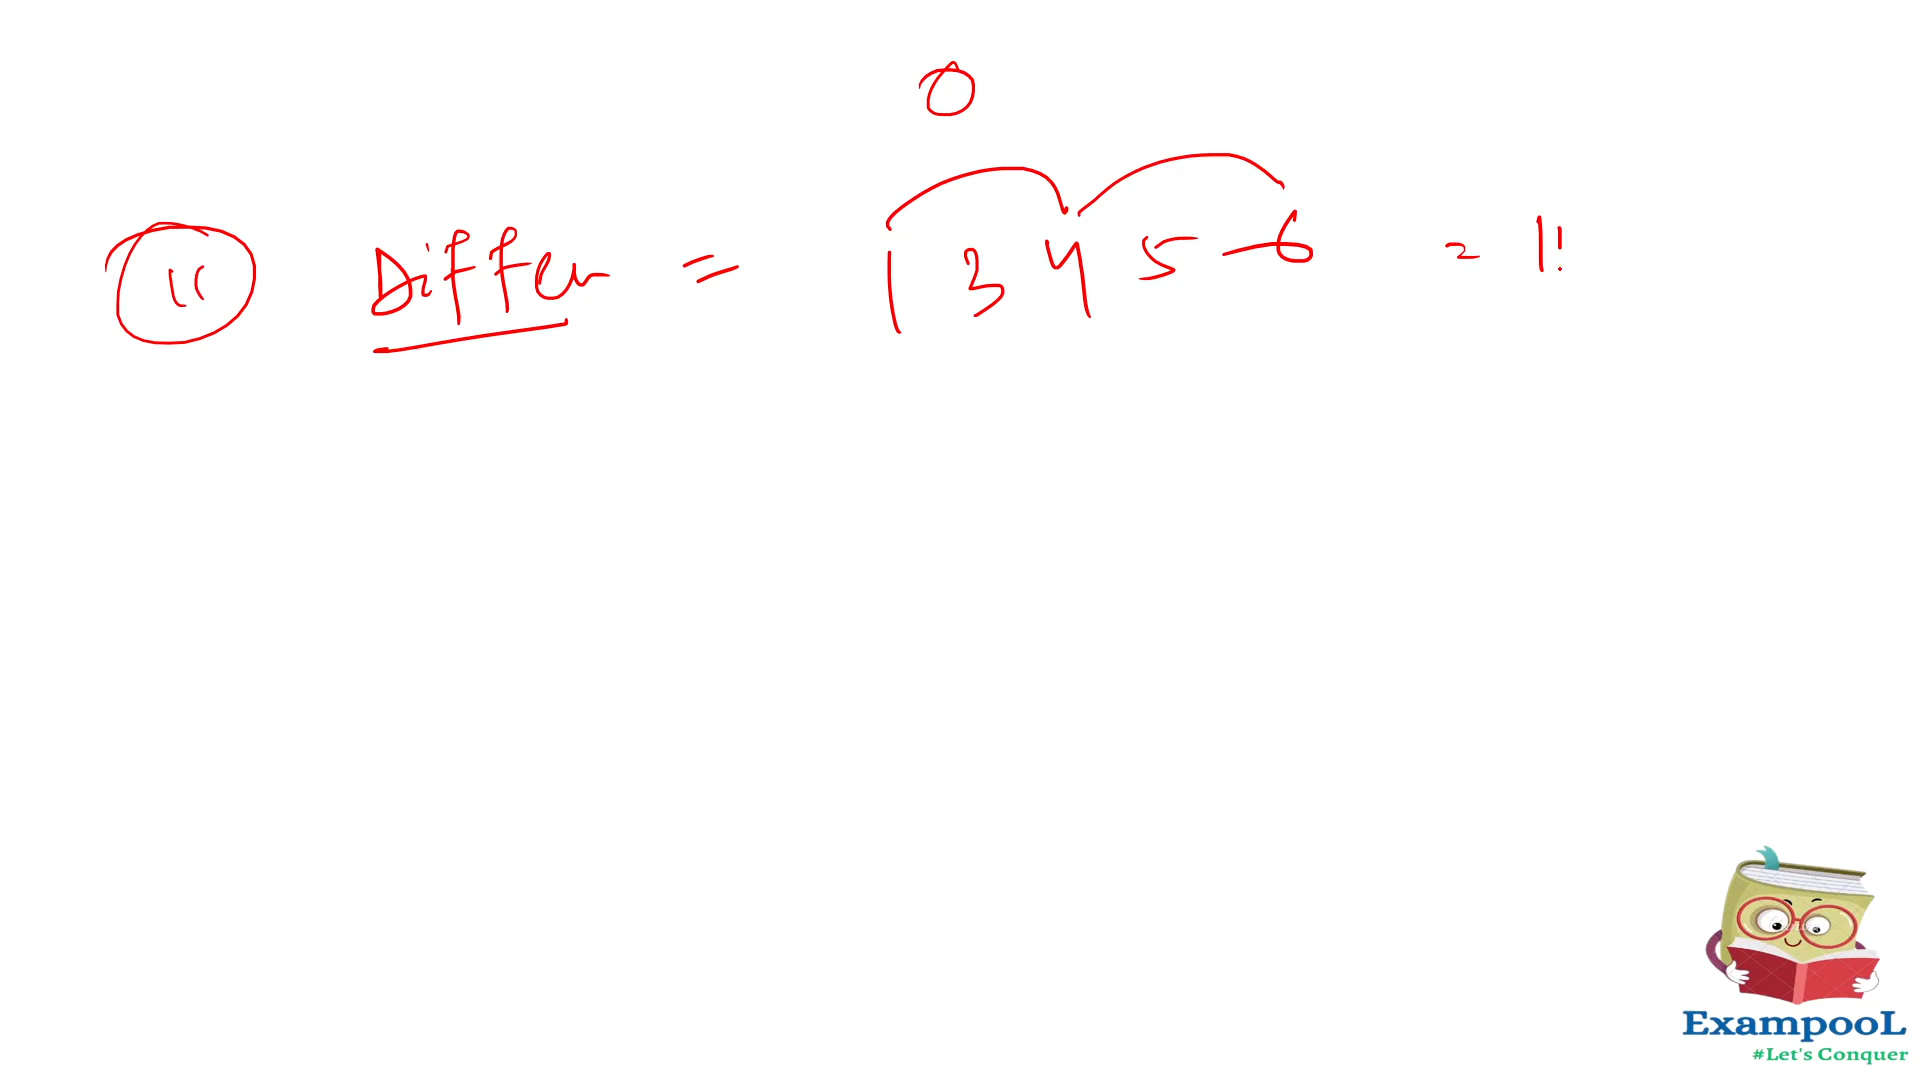 0
11 Differ = 1 3 4 5 - 6 = 1!
ExampooL
#Let's Conquer